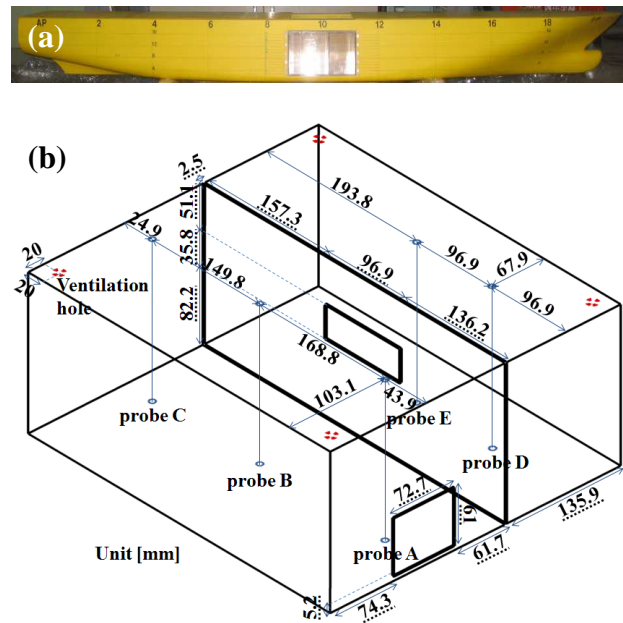 (a)
AP 2 4 6 8 10 12 14 16 18
(b)
2.5
51.1
193.8
157.3
24.9
35.8
20
20
Ventilation
hole
149.8
82.2
96.9
96.9
67.9
96.9
136.2
168.8
103.1
43.9
probe C
probe E
probe B
probe D
72.7
61
probe A
135.9
61.7
Unit [mm]
5.2
74.3